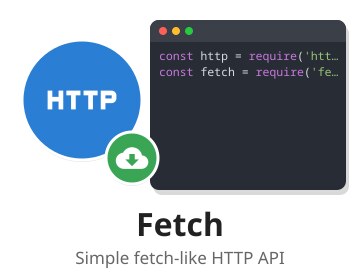 HTTP
const http = require('htt…
const fetch = require('fe…
Fetch
Simple fetch-like HTTP API